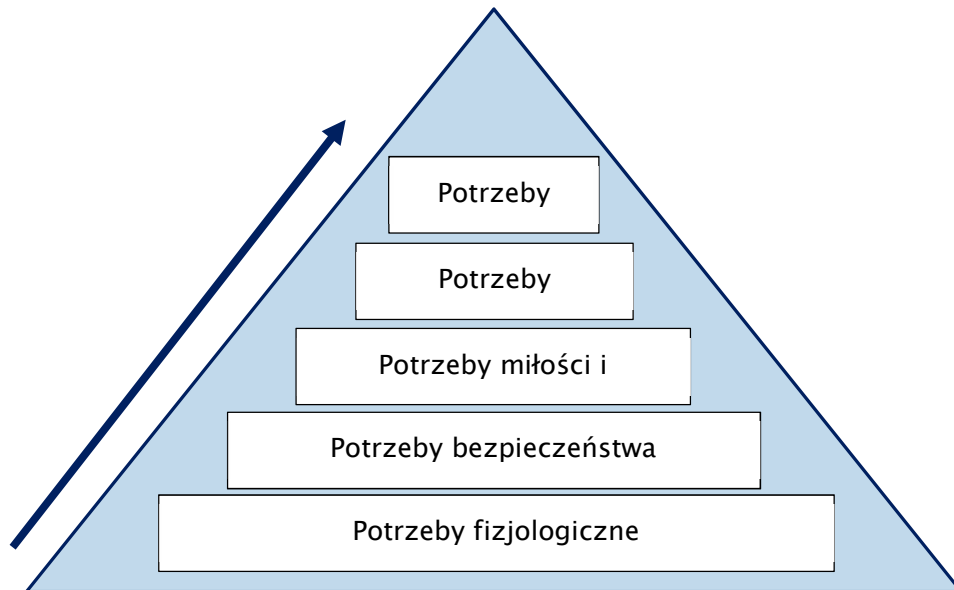 Potrzeby
Potrzeby
Potrzeby miłości i
Potrzeby bezpieczeństwa
Potrzeby fizjologiczne